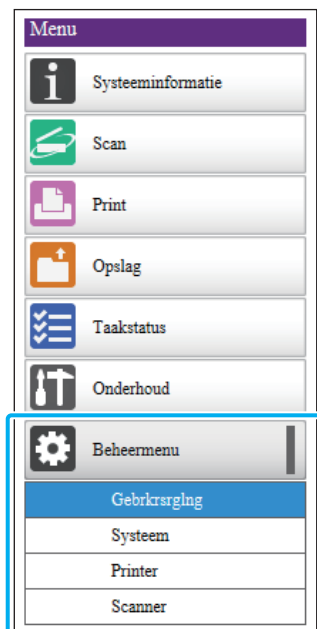 Menu
Systeeminformatie
Scan
Print
Opslag
Taakstatus
Onderhoud
Beheermenu
Gebrkrsrglng
Systeem
Printer
Scanner